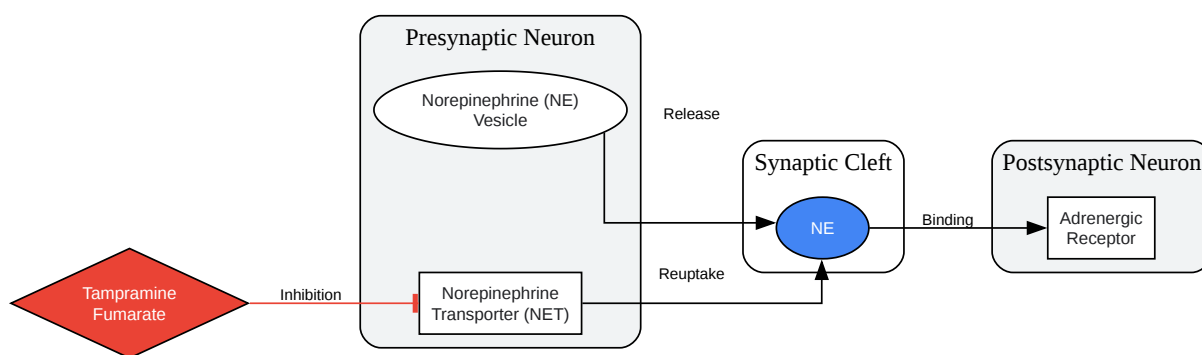 Presynaptic Neuron
Norepinephrine (NE)
Vesicle
Release
Synaptic Cleft
NE
Binding
Postsynaptic Neuron
Adrenergic
Receptor
Reuptake
Tampramine
Fumarate
Inhibition
Norepinephrine
Transporter (NET)